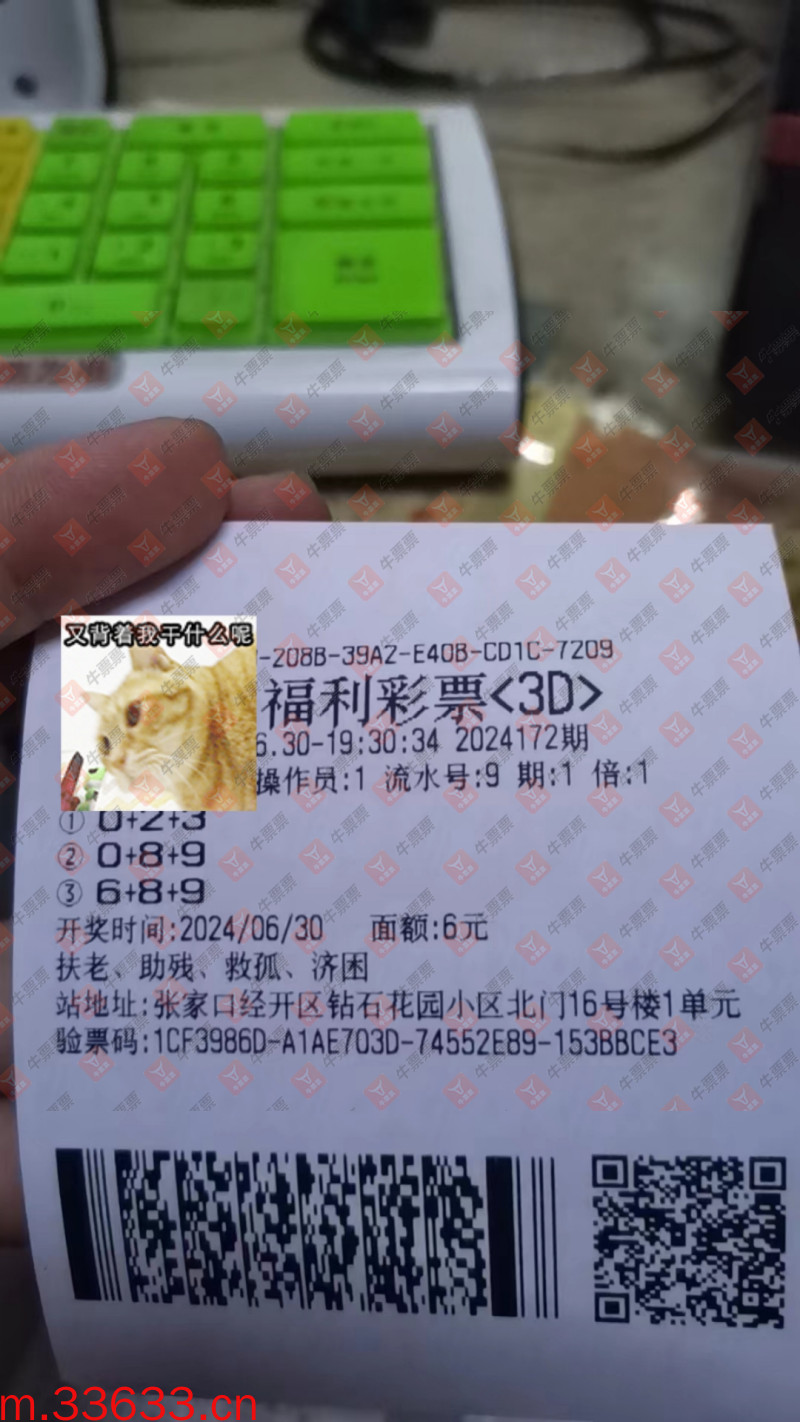 又背着我干什么呢
-208B-39A2-E40B-CD1C-7209
福利彩票<3D>
6.30-19:30:34 2024172期
操作员:1 流水号:9 期:1 倍:1
① 0+2+3
② 0+8+9
③ 6+8+9
开奖时间:2024/06/30 面额:6元
扶老、助残、救孤、济困
站地址:张家口经开区钻石花园小区北门16号楼1单元
验票码:1CF3986D-A1AE703D-74552E89-153BBCE3
牛票票
m.33633.cn